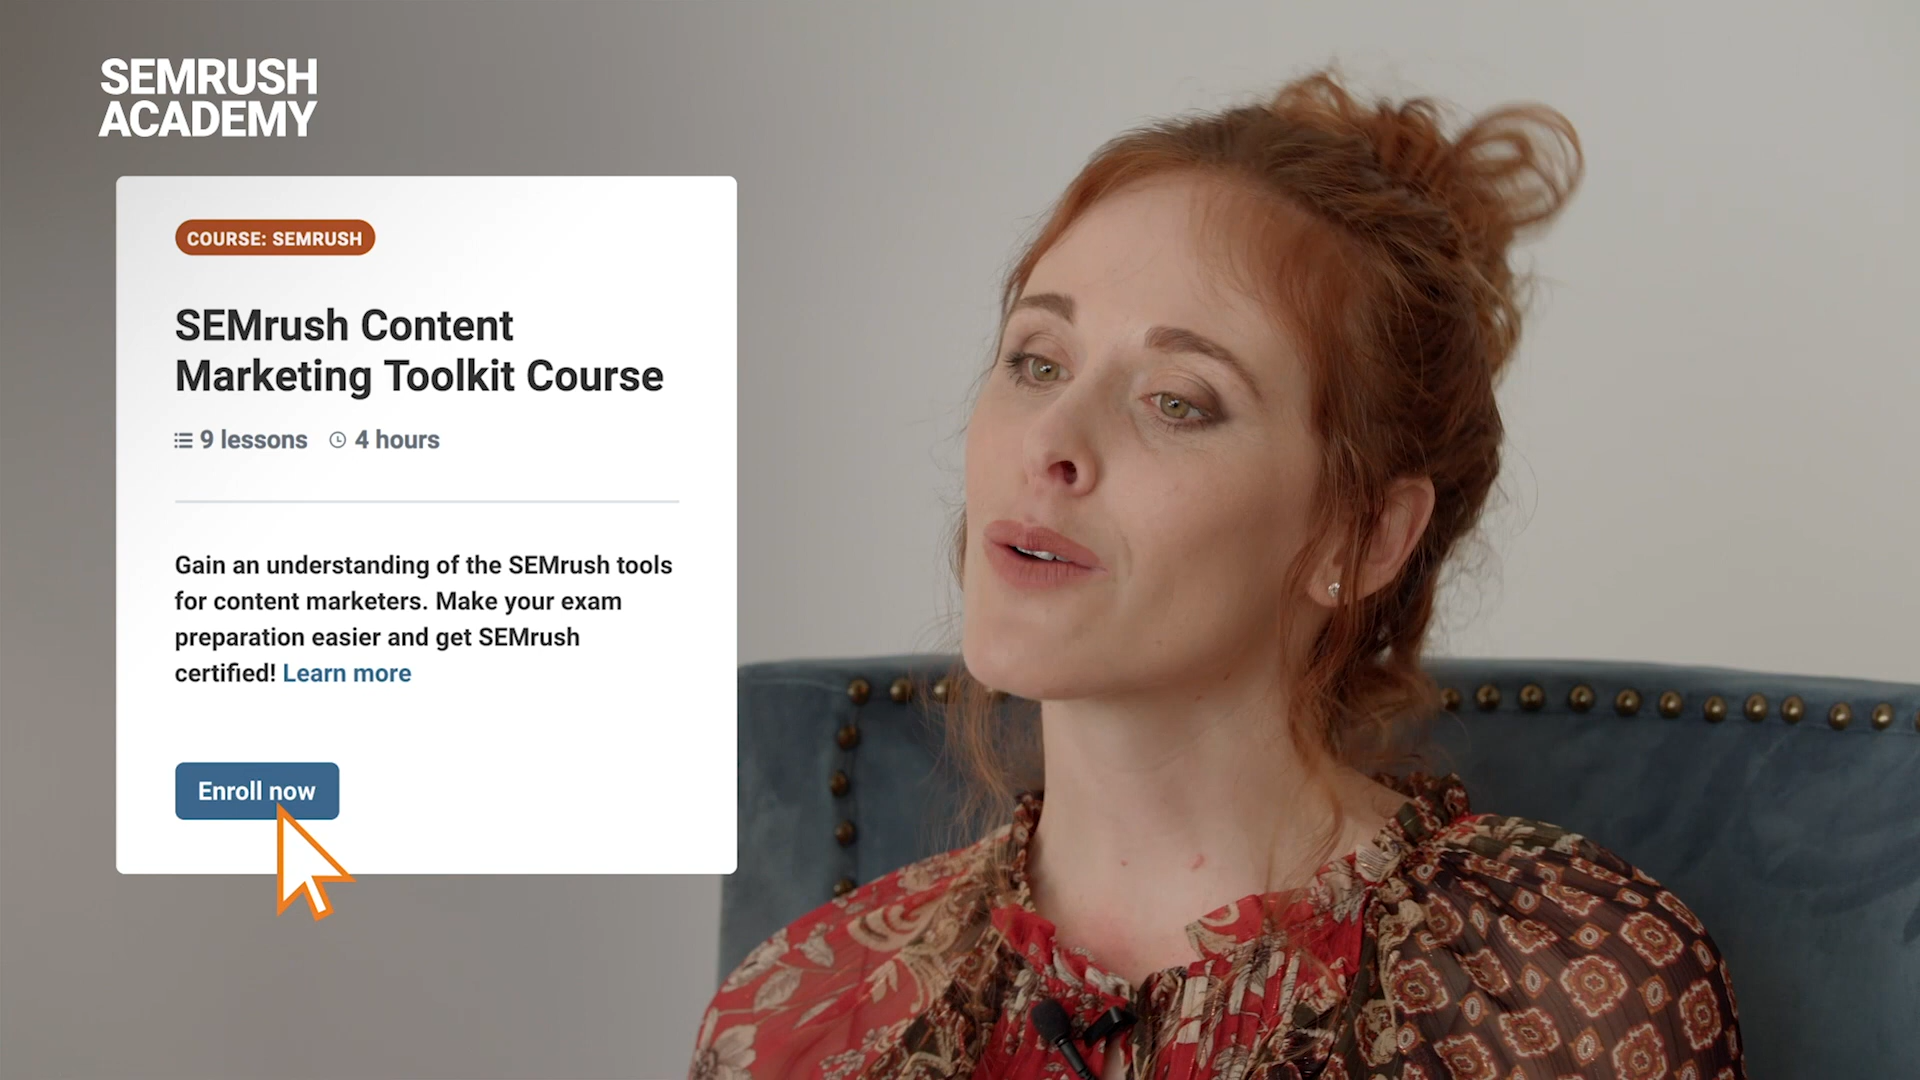 SEMRUSH
ACADEMY
COURSE: SEMRUSH
SEMrush Content
Marketing Toolkit Course
9 lessons 4 hours
Gain an understanding of the SEMrush tools
for content marketers. Make your exam
preparation easier and get SEMrush
certified! Learn more
Enroll now